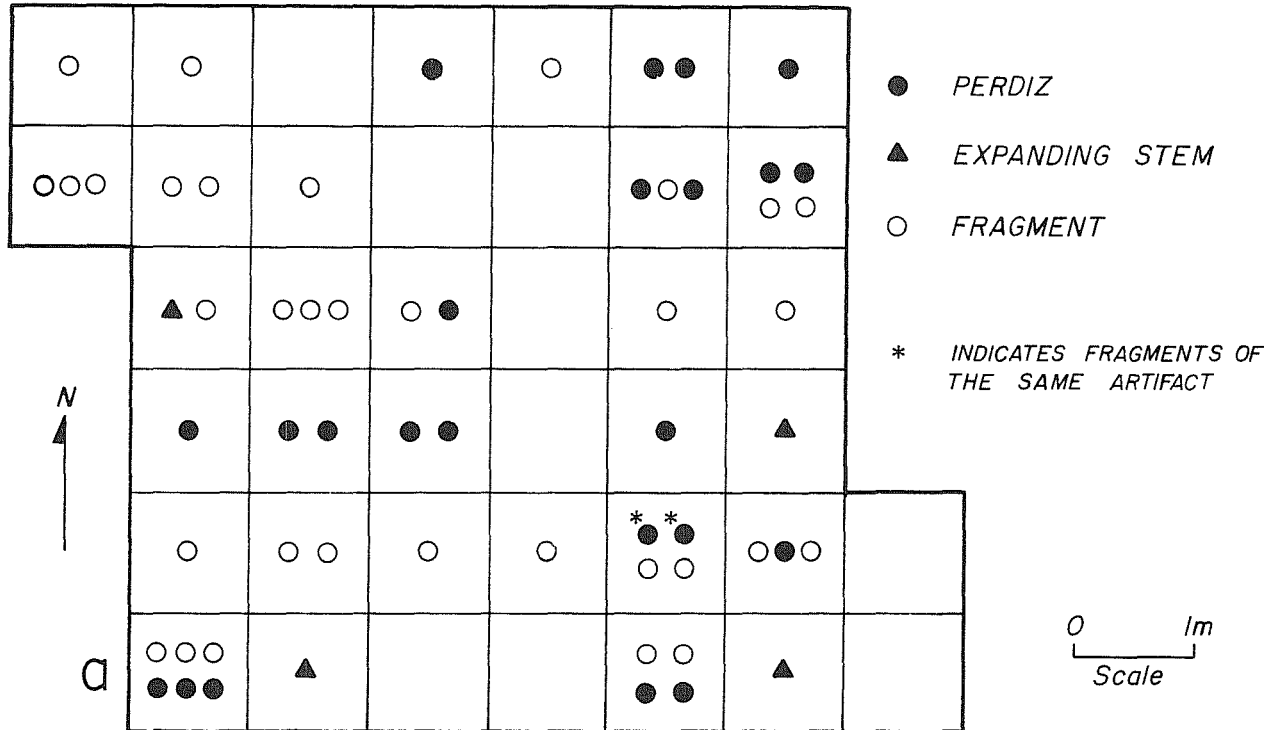 PERDIZ
EXPANDING STEM
FRAGMENT
* INDICATES FRAGMENTS OF
THE SAME ARTIFACT
N
* *
a
0 1m
Scale